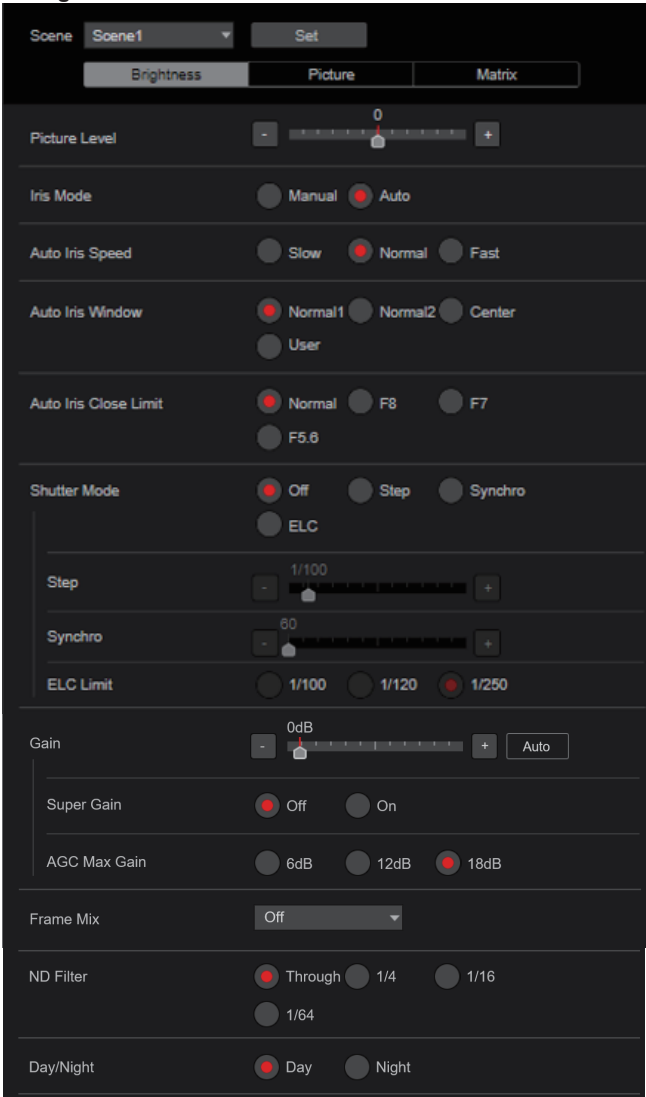 Scene Scene1 Set
Brightness Picture Matrix
0
Picture Level - +
Iris Mode Manual Auto
Auto Iris Speed Slow Normal Fast
Auto Iris Window Normal1 Normal2 Center
User
Auto Iris Close Limit Normal F8 F7
F5.6
Shutter Mode Off Step Synchro
ELC
1/100
Step - +
60
Synchro - +
ELC Limit 1/100 1/120 1/250
0dB
Gain - + Auto
Super Gain Off On
AGC Max Gain 6dB 12dB 18dB
Frame Mix Off
ND Filter Through 1/4 1/16
1/64
Day/Night Day Night